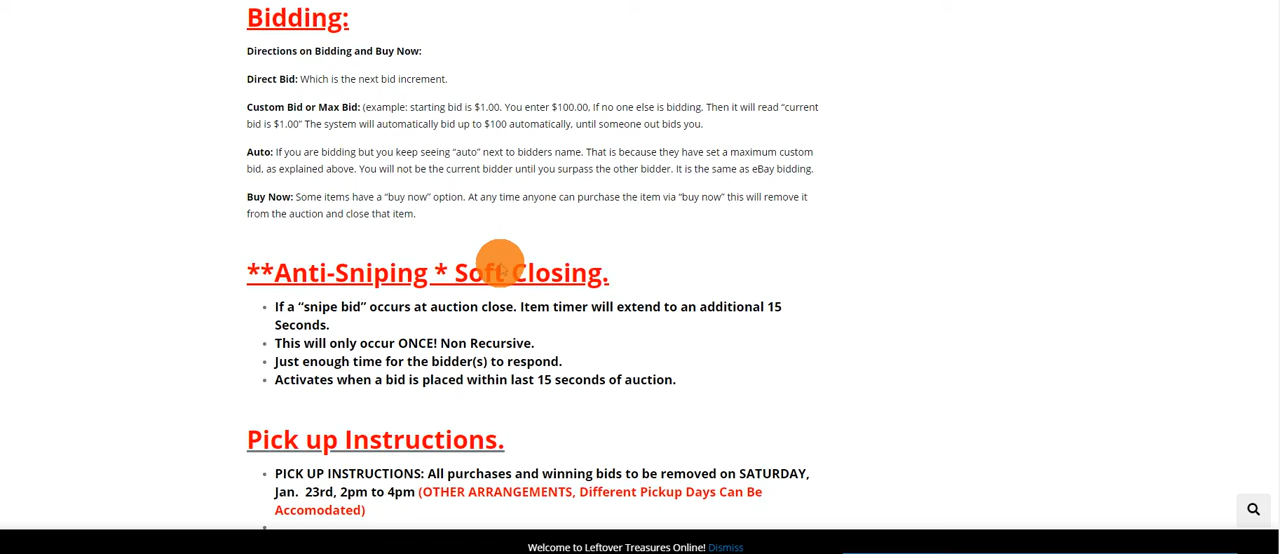 Bidding:
Directions on Bidding and Buy Now:
Direct Bid: Which is the next bid increment.
Custom Bid or Max Bid: (example: starting bid is $1.00. You enter $100.00, If no one else is bidding. Then it will read “current
bid is $1.00” The system will automatically bid up to $100 automatically, until someone out bids you.
Auto: If you are bidding but you keep seeing “auto” next to bidders name. That is because they have set a maximum custom
bid, as explained above. You will not be the current bidder until you surpass the other bidder. It is the same as eBay bidding.
Buy Now: Some items have a “buy now” option. At any time anyone can purchase the item via “buy now” this will remove it
from the auction and close that item.
**Anti-Sniping * Soft Closing.
If a “snipe bid” occurs at auction close. Item timer will extend to an additional 15
Seconds.
This will only occur ONCE! Non Recursive.
Just enough time for the bidder(s) to respond.
Activates when a bid is placed within last 15 seconds of auction.
Pick up Instructions.
PICK UP INSTRUCTIONS: All purchases and winning bids to be removed on SATURDAY,
Jan. 23rd, 2pm to 4pm (OTHER ARRANGEMENTS, Different Pickup Days Can Be
Accomodated)
Welcome to Leftover Treasures Online! Dismiss